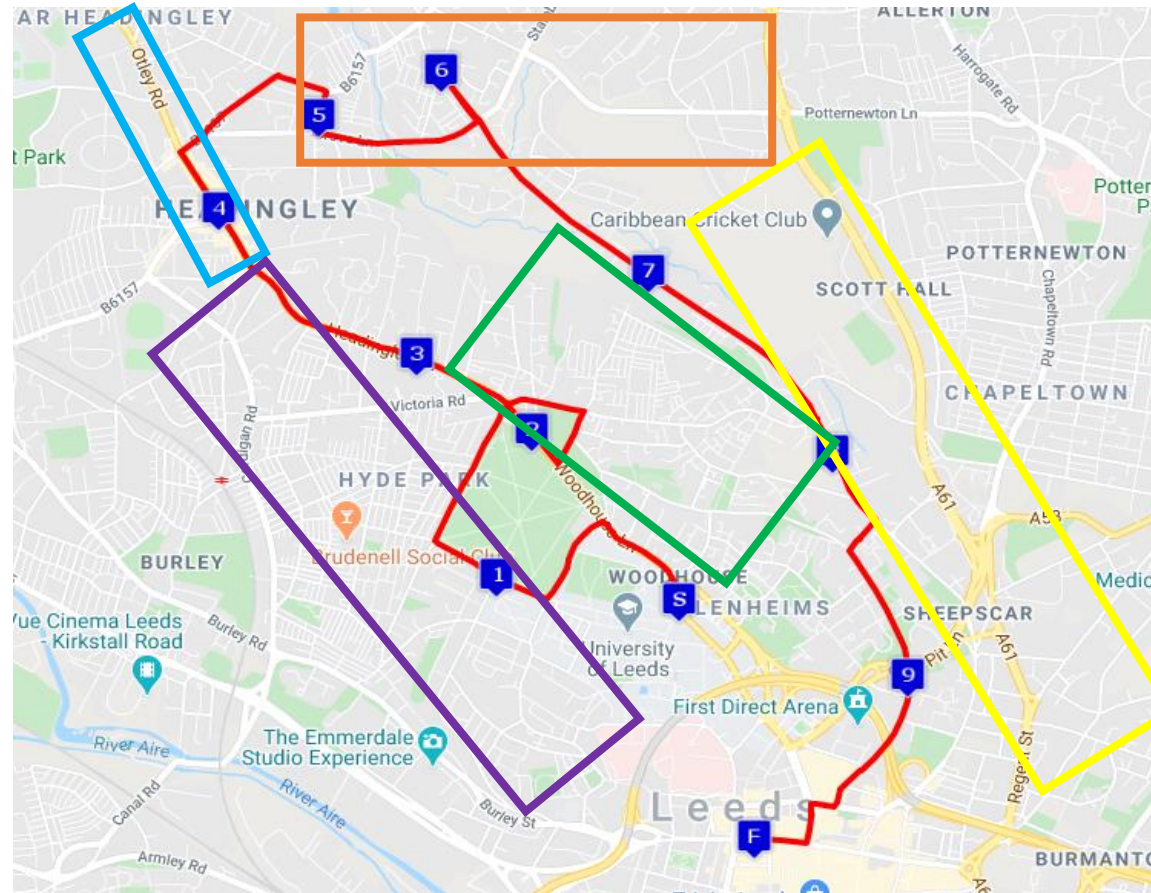 AR HEADINGLEY
ALLERTON
Otley Rd
B6157
Harrogate Rd
6
5
Potternewton Ln
t Park
4
HEADINGLEY
Potter
P
Caribbean Cricket Club
POTTERNEWTON
7
SCOTT HALL
B6157
Chapeltown Rd
3
Victoria Rd
CHAPELTOWN
2
HYDE PARK
Woodhouse Ln
A61
Brudenell Social Club
BURLEY
1
WOODHOUSE
Medic
S
LENHEIMS
SHEEPSCAR
Vue Cinema Leeds
- Kirkstall Road
Burley Rd
University
of Leeds
Pit Ln
A61
9
First Direct Arena
River Aire
The Emmerdale
Studio Experience
Canal Rd
River Aire
Regent St
Burley St
Leeds
F
Armley Rd
BURMANTO